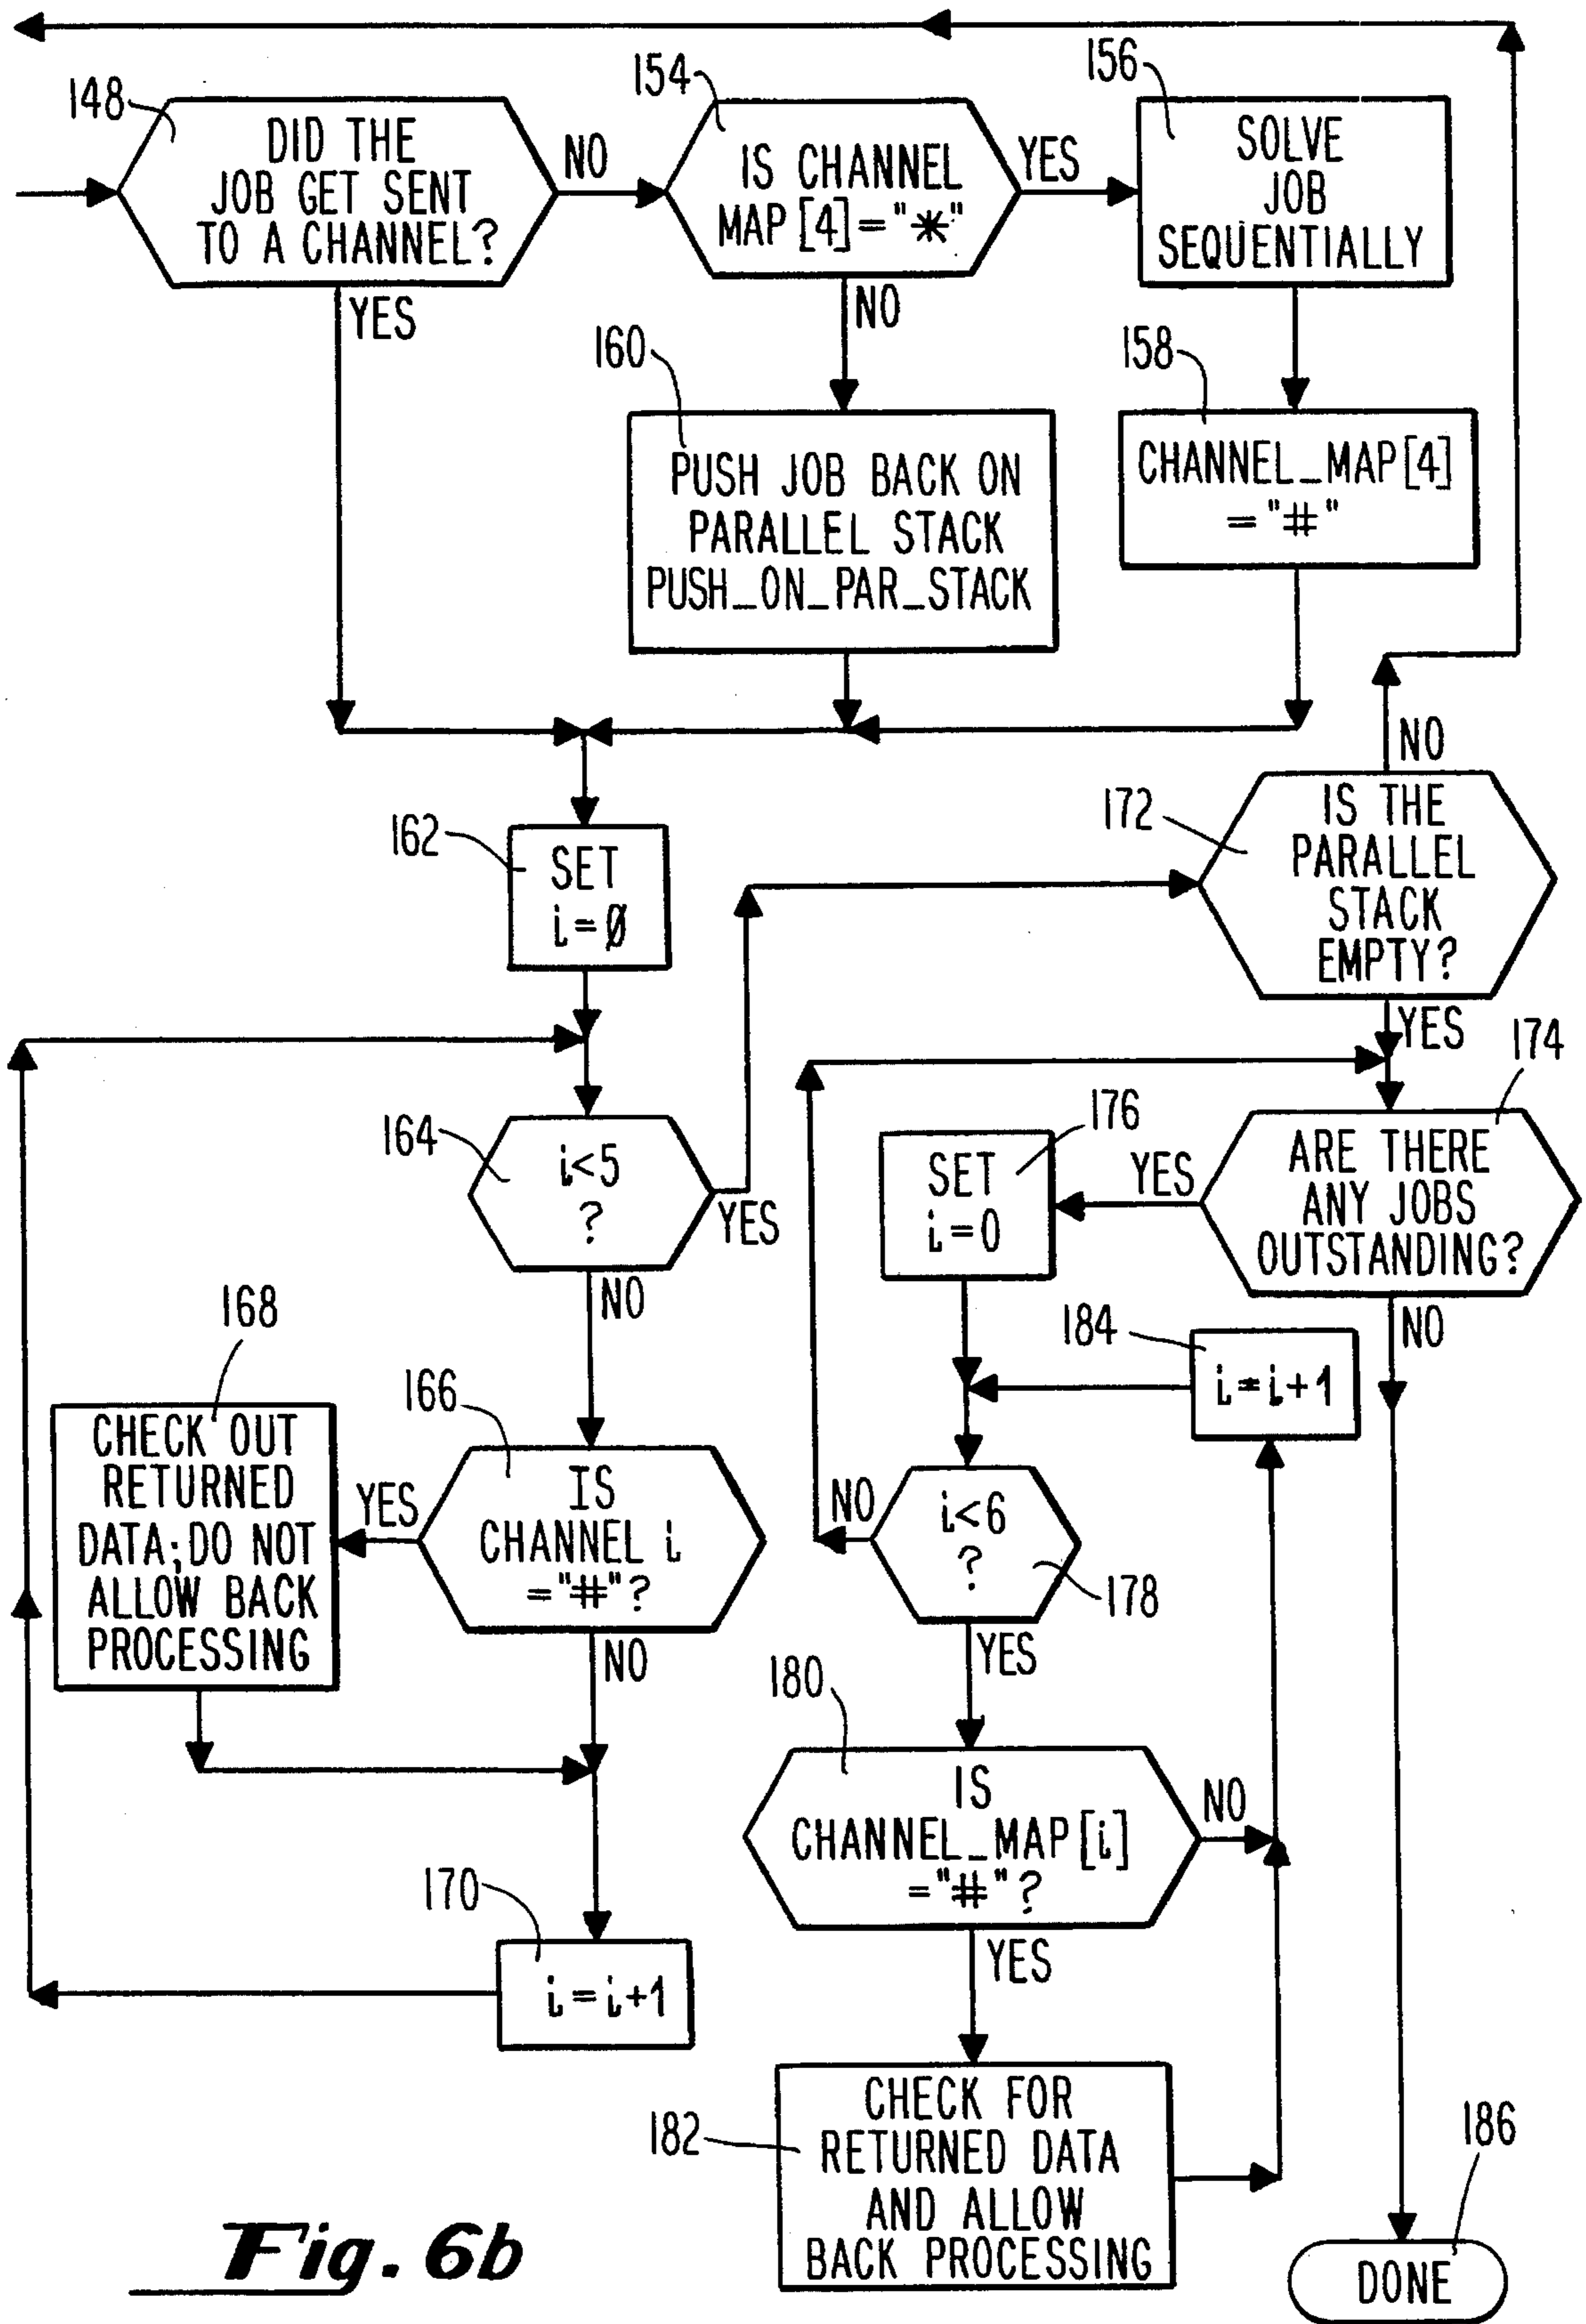 148
DID THE
JOB GET SENT
TO A CHANNEL?
NO
YES
154
IS CHANNEL
MAP [4] = "*"
YES
NO
156
SOLVE
JOB
SEQUENTIALLY
158
CHANNEL_MAP[4]
= "#"
160
PUSH JOB BACK ON
PARALLEL STACK
PUSH_ON_PAR_STACK
162
SET
i=Ø
164
i<5
?
YES
NO
166
IS
CHANNEL i
="#"?
YES
NO
168
CHECK OUT
RETURNED
DATA; DO NOT
ALLOW BACK
PROCESSING
170
i=i+1
172
IS THE
PARALLEL
STACK
EMPTY?
NO
YES
174
ARE THERE
ANY JOBS
OUTSTANDING?
YES
NO
176
SET
i=0
184
i=i+1
178
i<6
?
NO
YES
180
IS
CHANNEL_MAP[i]
="#"?
NO
YES
182
CHECK FOR
RETURNED DATA
AND ALLOW
BACK PROCESSING
186
DONE
Fig. 6b